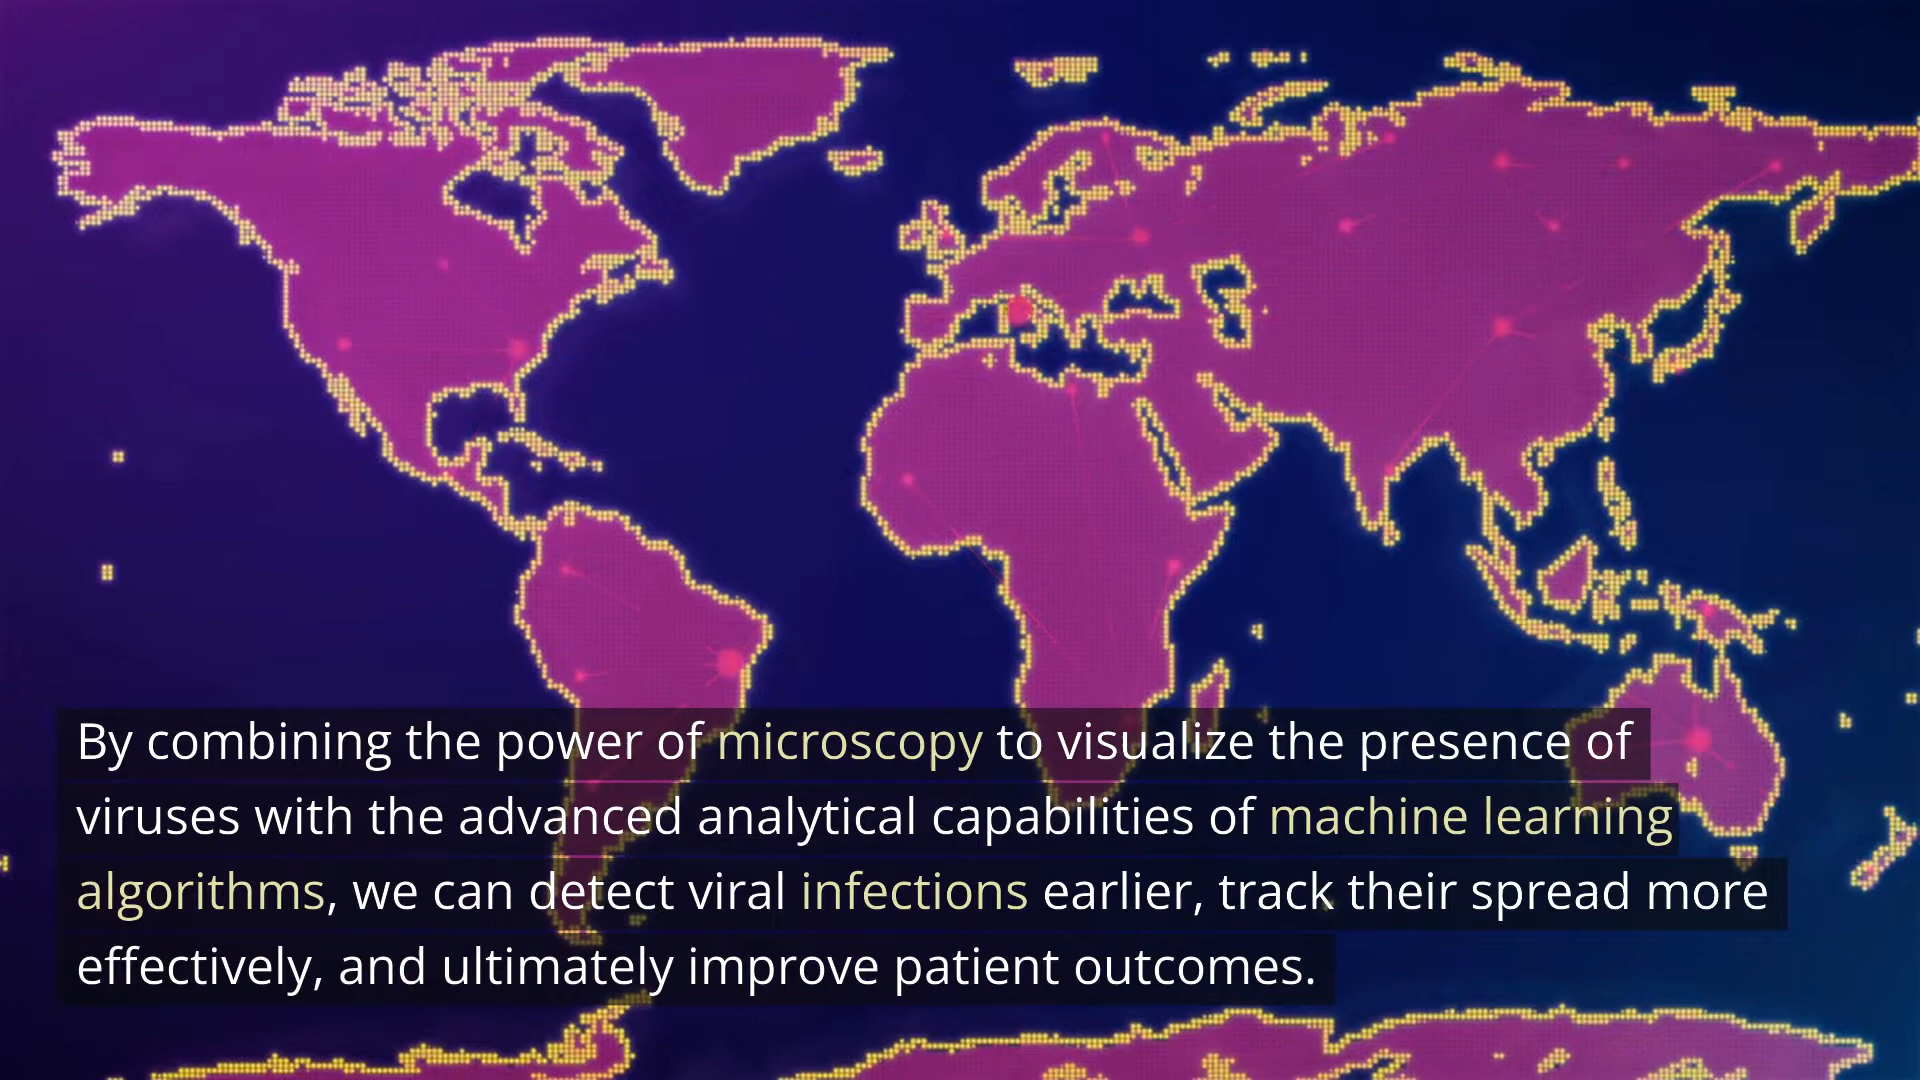 By combining the power of microscopy to visualize the presence of
viruses with the advanced analytical capabilities of machine learning
algorithms, we can detect viral infections earlier, track their spread more
effectively, and ultimately improve patient outcomes.